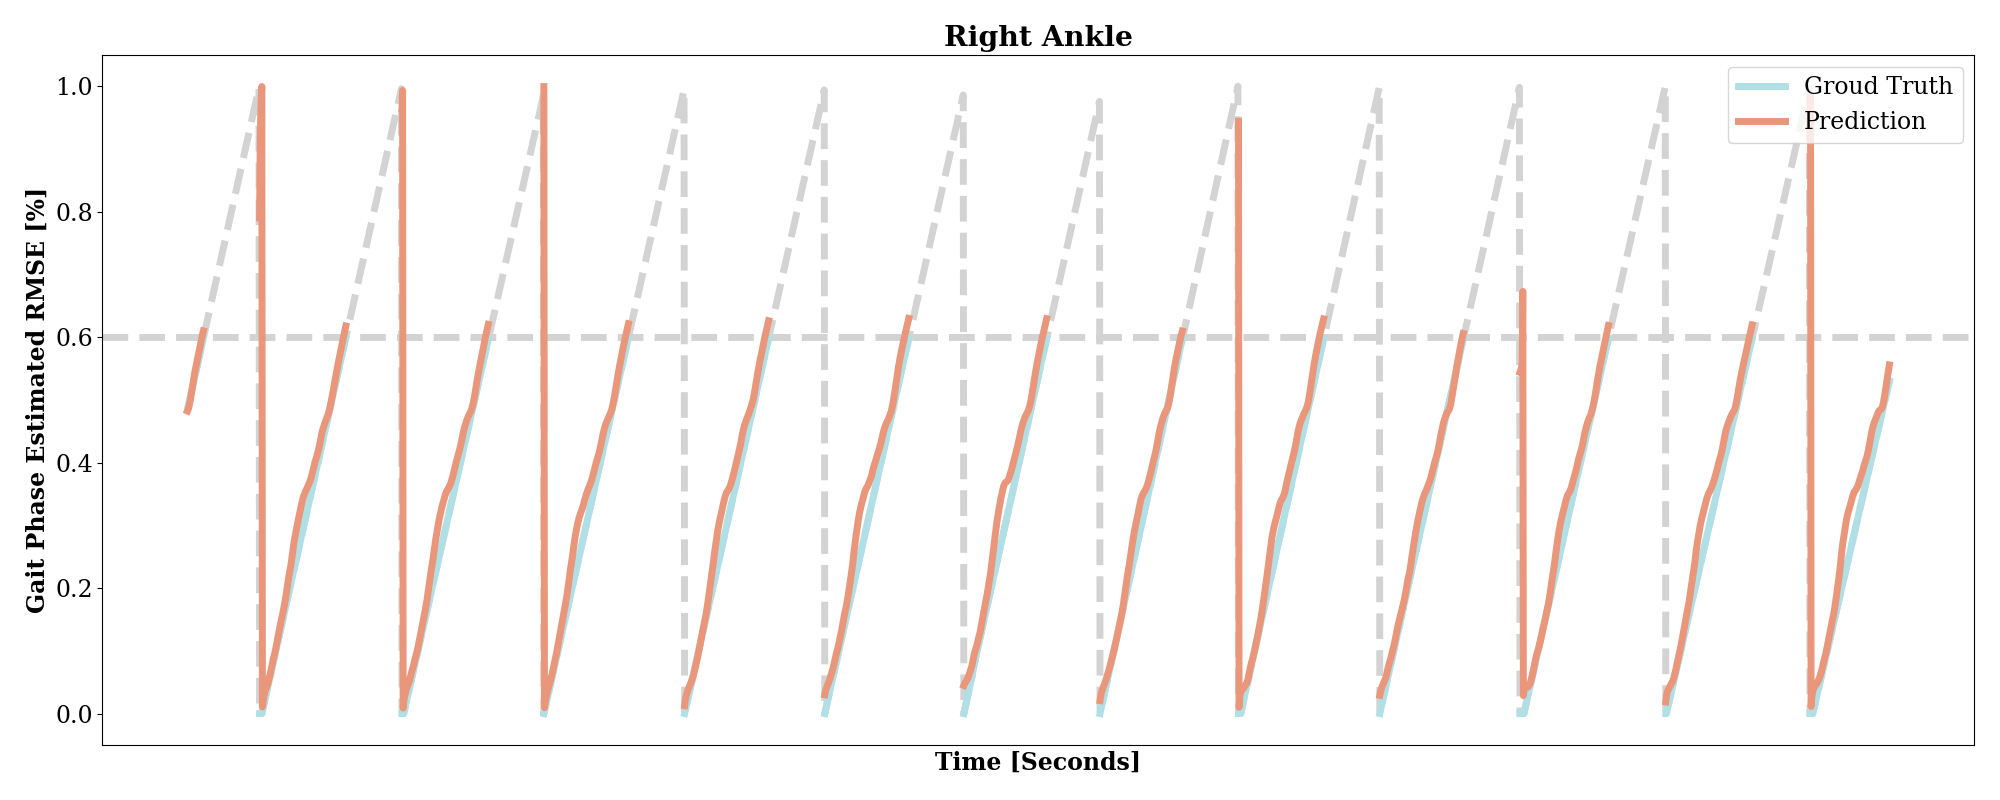 Right Ankle
Groud Truth
Prediction
Gait Phase Estimated RMSE [%]
1.0
0.8
0.6
0.4
0.2
0.0
Time [Seconds]